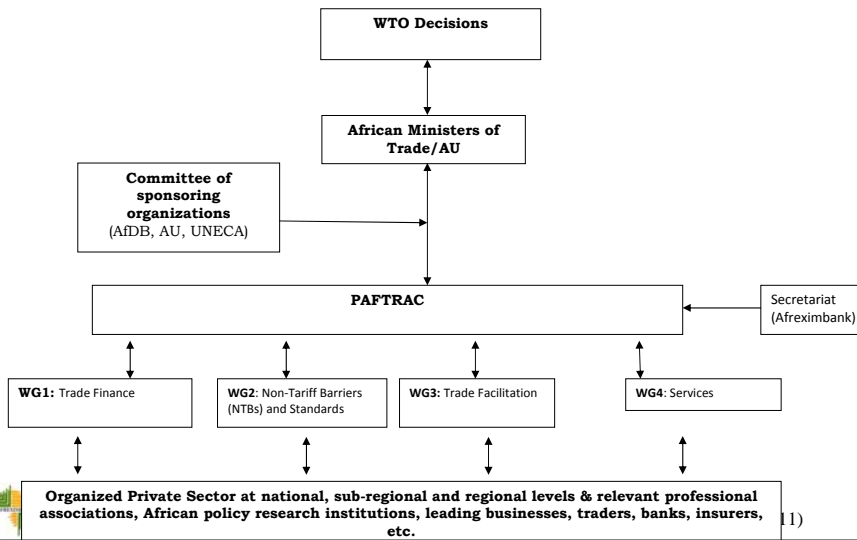 WTO Decisions
African Ministers of
Trade/AU
Committee of
sponsoring
organizations
(AfDB, AU, UNECA)
PAFTRAC
Secretariat
(Afreximbank)
WG1: Trade Finance
WG2: Non-Tariff Barriers
(NTBs) and Standards
WG3: Trade Facilitation
WG4: Services
Organized Private Sector at national, sub-regional and regional levels & relevant professional
associations, African policy research institutions, leading businesses, traders, banks, insurers,
etc.
11)